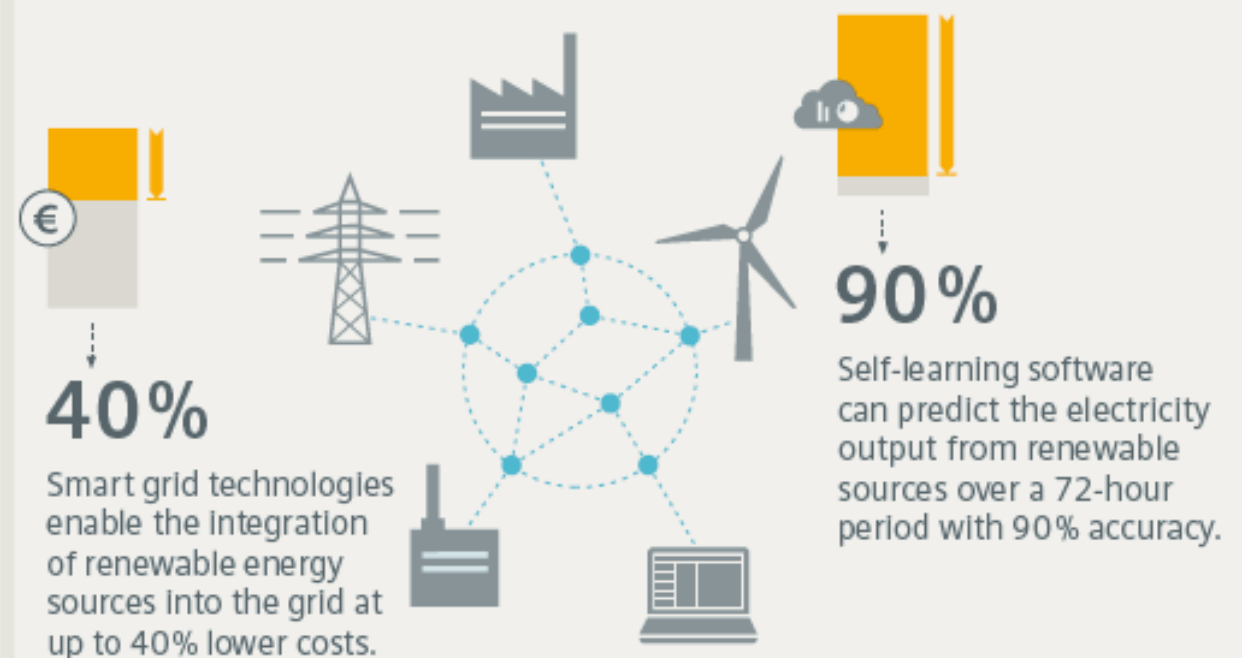 €
40%
Smart grid technologies
enable the integration
of renewable energy
sources into the grid at
up to 40% lower costs.
90%
Self-learning software
can predict the electricity
output from renewable
sources over a 72-hour
period with 90% accuracy.